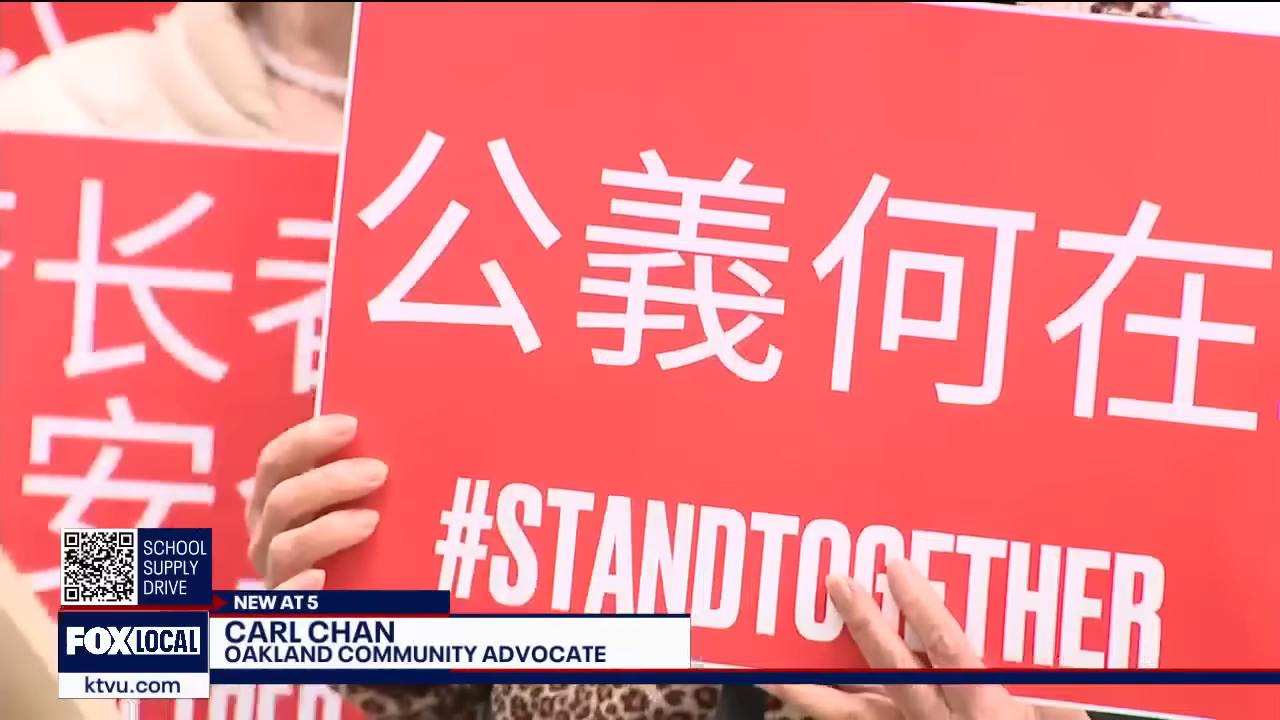 公義何在
#STANDTOGETHER
长者
安
SCHOOL
SUPPLY
DRIVE
NEW AT 5
FOX LOCAL
CARL CHAN
OAKLAND COMMUNITY ADVOCATE
ktvu.com